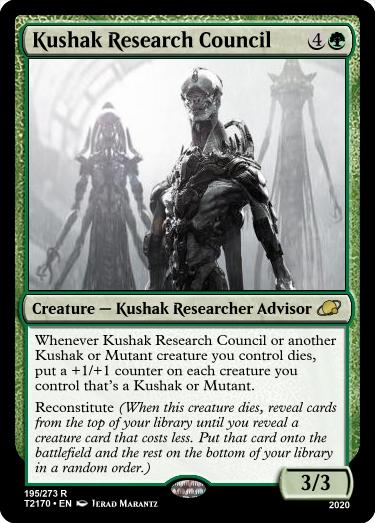 Kushak Research Council 4
Creature — Kushak Researcher Advisor
Whenever Kushak Research Council or another
Kushak or Mutant creature you control dies,
put a +1/+1 counter on each creature you
control that's a Kushak or Mutant.
Reconstitute (When this creature dies, reveal cards
from the top of your library until you reveal a
creature card that costs less. Put that card onto the
battlefield and the rest on the bottom of your library
in a random order.)
3/3
195/273 R
T2170 • EN Jerad Marantz
2020